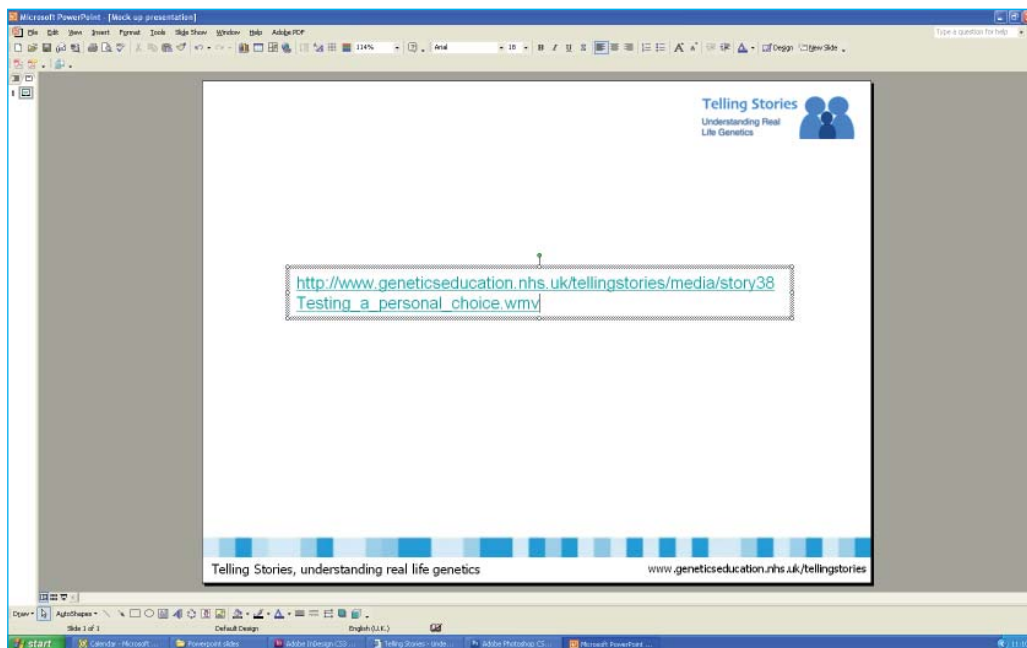 Microsoft PowerPoint - [Mock up presentation]
File Edit View Insert Format Tools Slide Show Window Help Adobe PDF
Type a question for help
114% Arial 18 B I U S Design New Slide
1
Telling Stories
Understanding Real
Life Genetics
http://www.geneticseducation.nhs.uk/tellingstories/media/story38
Testing_a_personal_choice.wmv
Telling Stories, understanding real life genetics
www.geneticseducation.nhs.uk/tellingstories
Draw AutoShapes
Slide 1 of 1 Default Design English (U.K.)
start Calendar - Microsoft ... Powerpoint slides Adobe InDesign CS3 ... Telling Stories - Unde... Adobe Photoshop CS... Microsoft PowerPoint ...